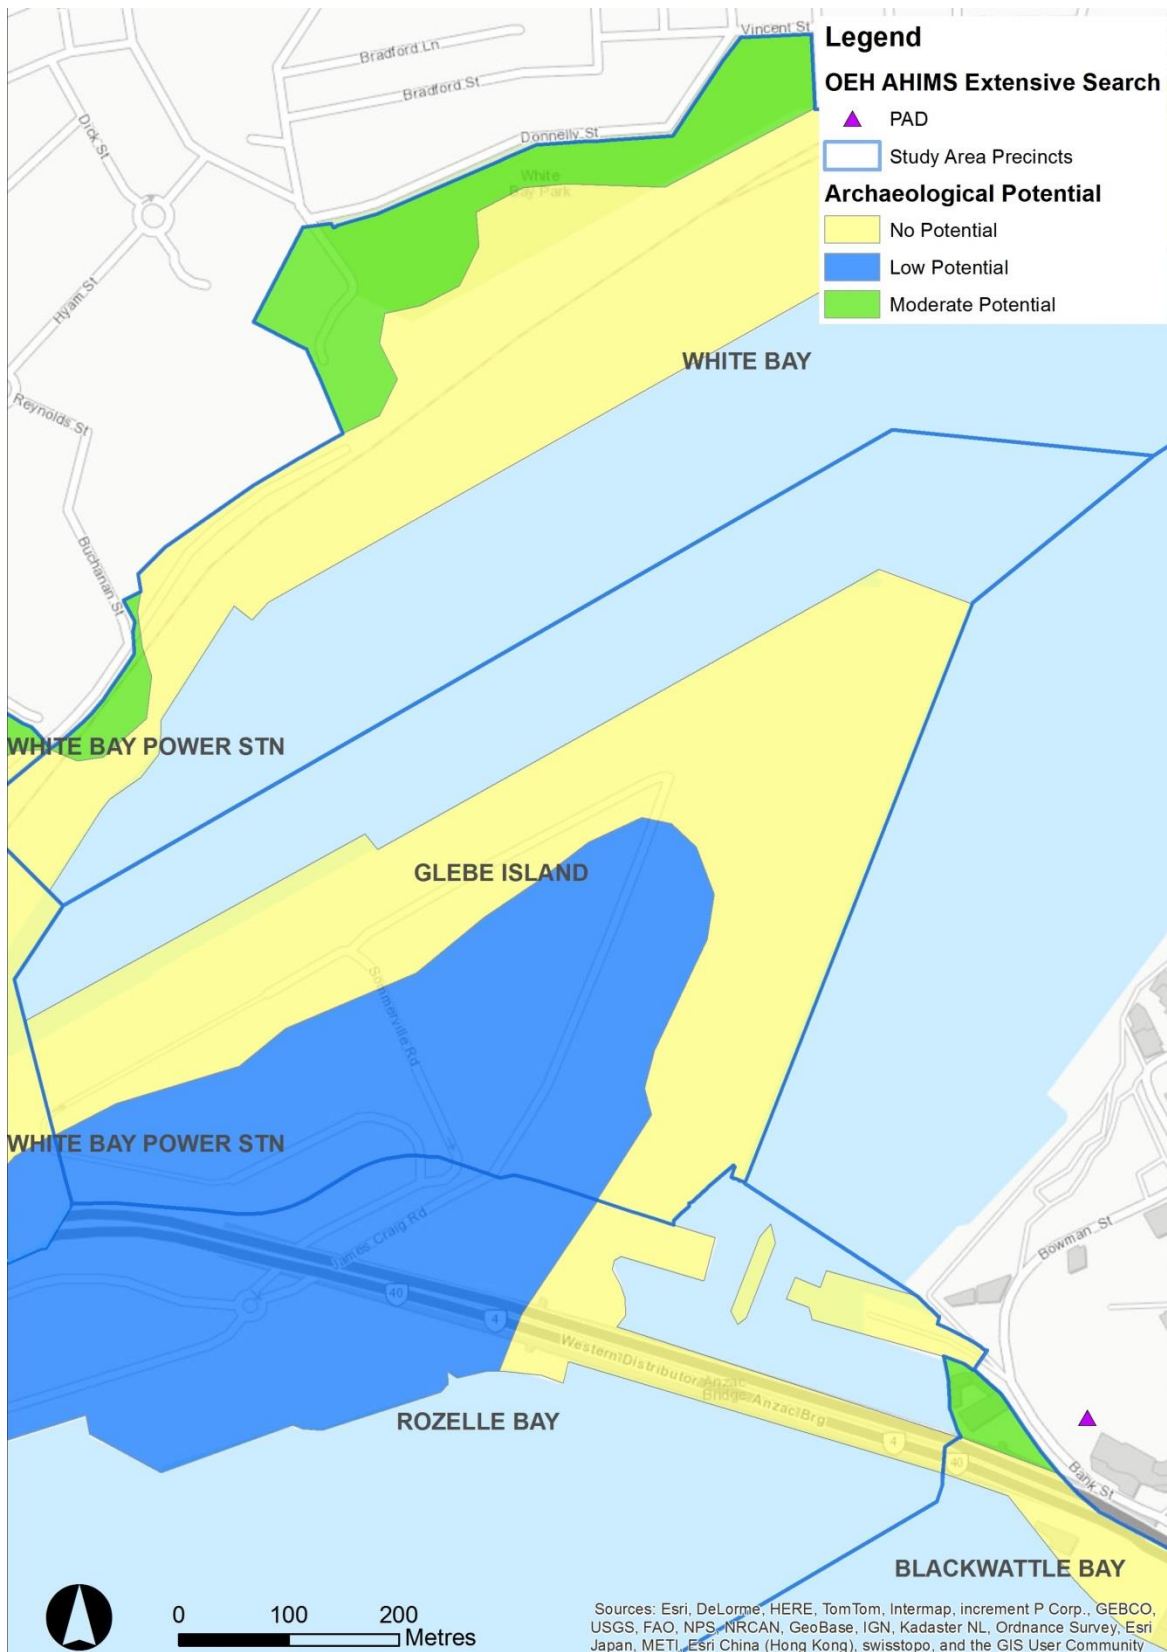 Vincent St
Legend
OEH AHIMS Extensive Search
PAD
Study Area Precincts
Archaeological Potential
No Potential
Low Potential
Moderate Potential
Bradford Ln
Bradford St
Donnelly St
Dick St
White
Bay Park
Hyam St
WHITE BAY
Reynolds St
Buchanan St
WHITE BAY POWER STN
GLEBE ISLAND
Sommerville Rd
WHITE BAY POWER STN
James Craig Rd
Bowman St
40
4
Western Distributor
Anzac
Bridge
Anzac Brg
ROZELLE BAY
4
40
Bank St
BLACKWATTLE BAY
0 100 200
Metres
Sources: Esri, DeLorme, HERE, TomTom, Intermap, increment P Corp., GEBCO,
USGS, FAO, NPS, NRCAN, GeoBase, IGN, Kadaster NL, Ordnance Survey, Esri
Japan, METI, Esri China (Hong Kong), swisstopo, and the GIS User Community